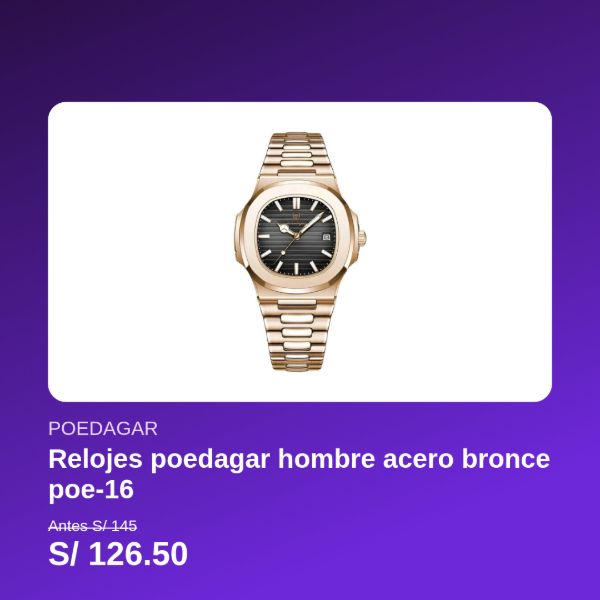 POEDAGAR
Relojes poedagar hombre acero bronce
poe-16
Antes S/ 145
S/ 126.50